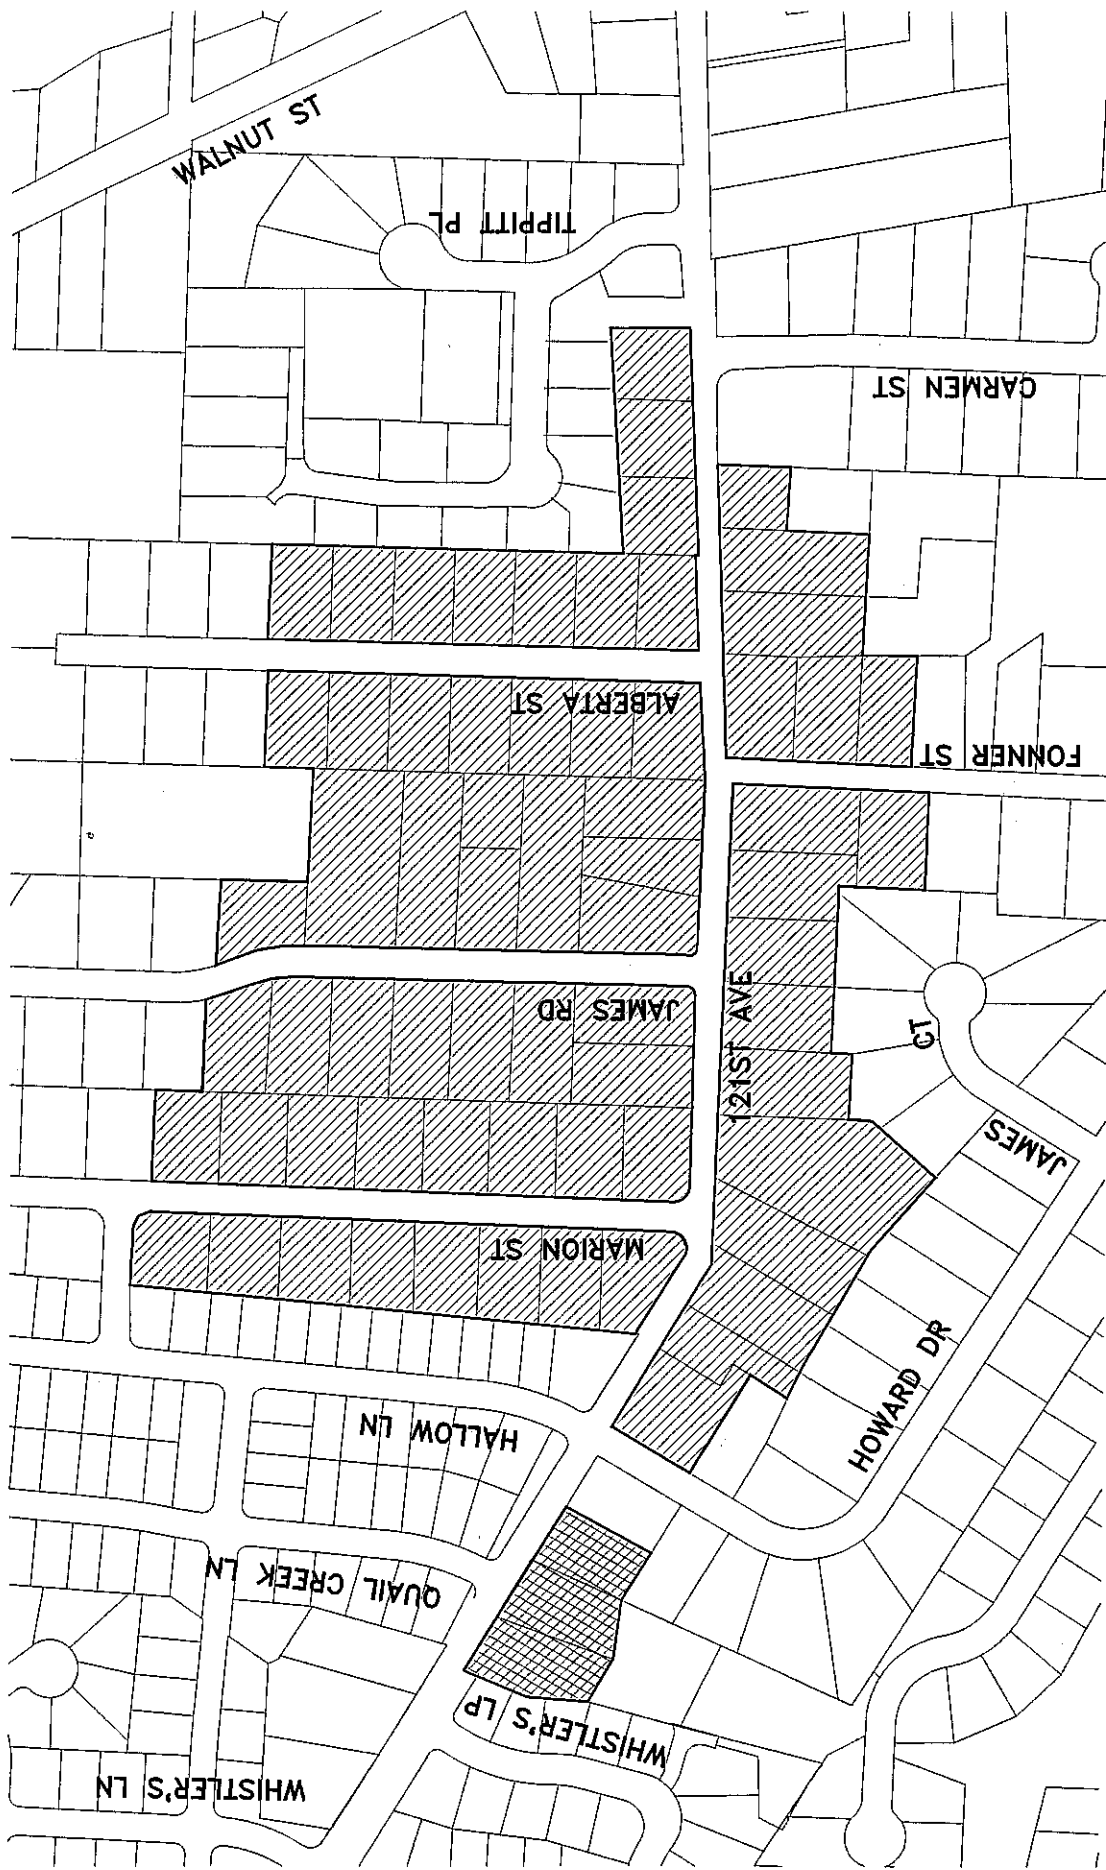 WALNUT ST
TIPPITT PL
CARMEN ST
ALBERTA ST
FONNER ST
JAMES RD
121ST AVE
JAMES CT
MARION ST
HOWARD DR
HALLOW LN
QUAIL CREEK LN
WHISTLER'S LP
WHISTLER'S LN